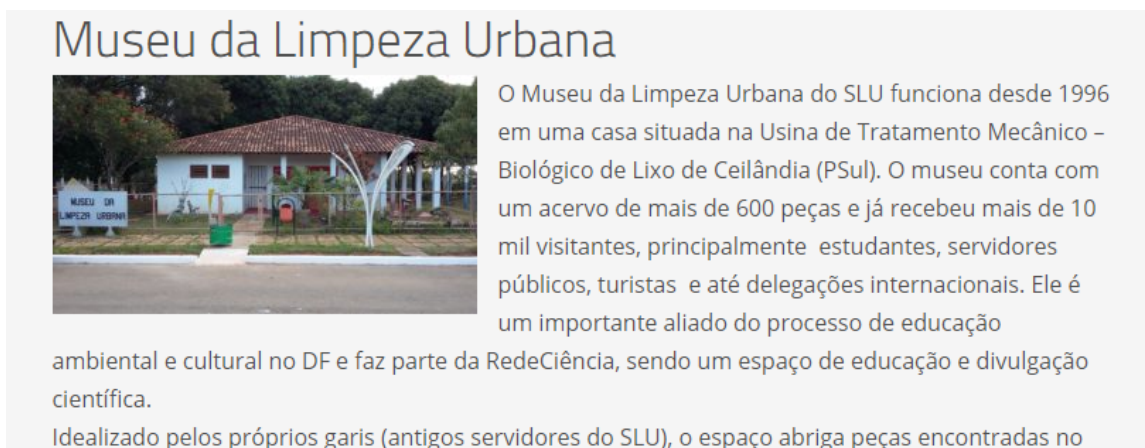 Museu da Limpeza Urbana
MUSEU DA
LIMPEZA URBANA
O Museu da Limpeza Urbana do SLU funciona desde 1996
em uma casa situada na Usina de Tratamento Mecânico –
Biológico de Lixo de Ceilândia (PSul). O museu conta com
um acervo de mais de 600 peças e já recebeu mais de 10
mil visitantes, principalmente estudantes, servidores
públicos, turistas e até delegações internacionais. Ele é
um importante aliado do processo de educação
ambiental e cultural no DF e faz parte da RedeCiência, sendo um espaço de educação e divulgação
científica.
Idealizado pelos próprios garis (antigos servidores do SLU), o espaço abriga peças encontradas no